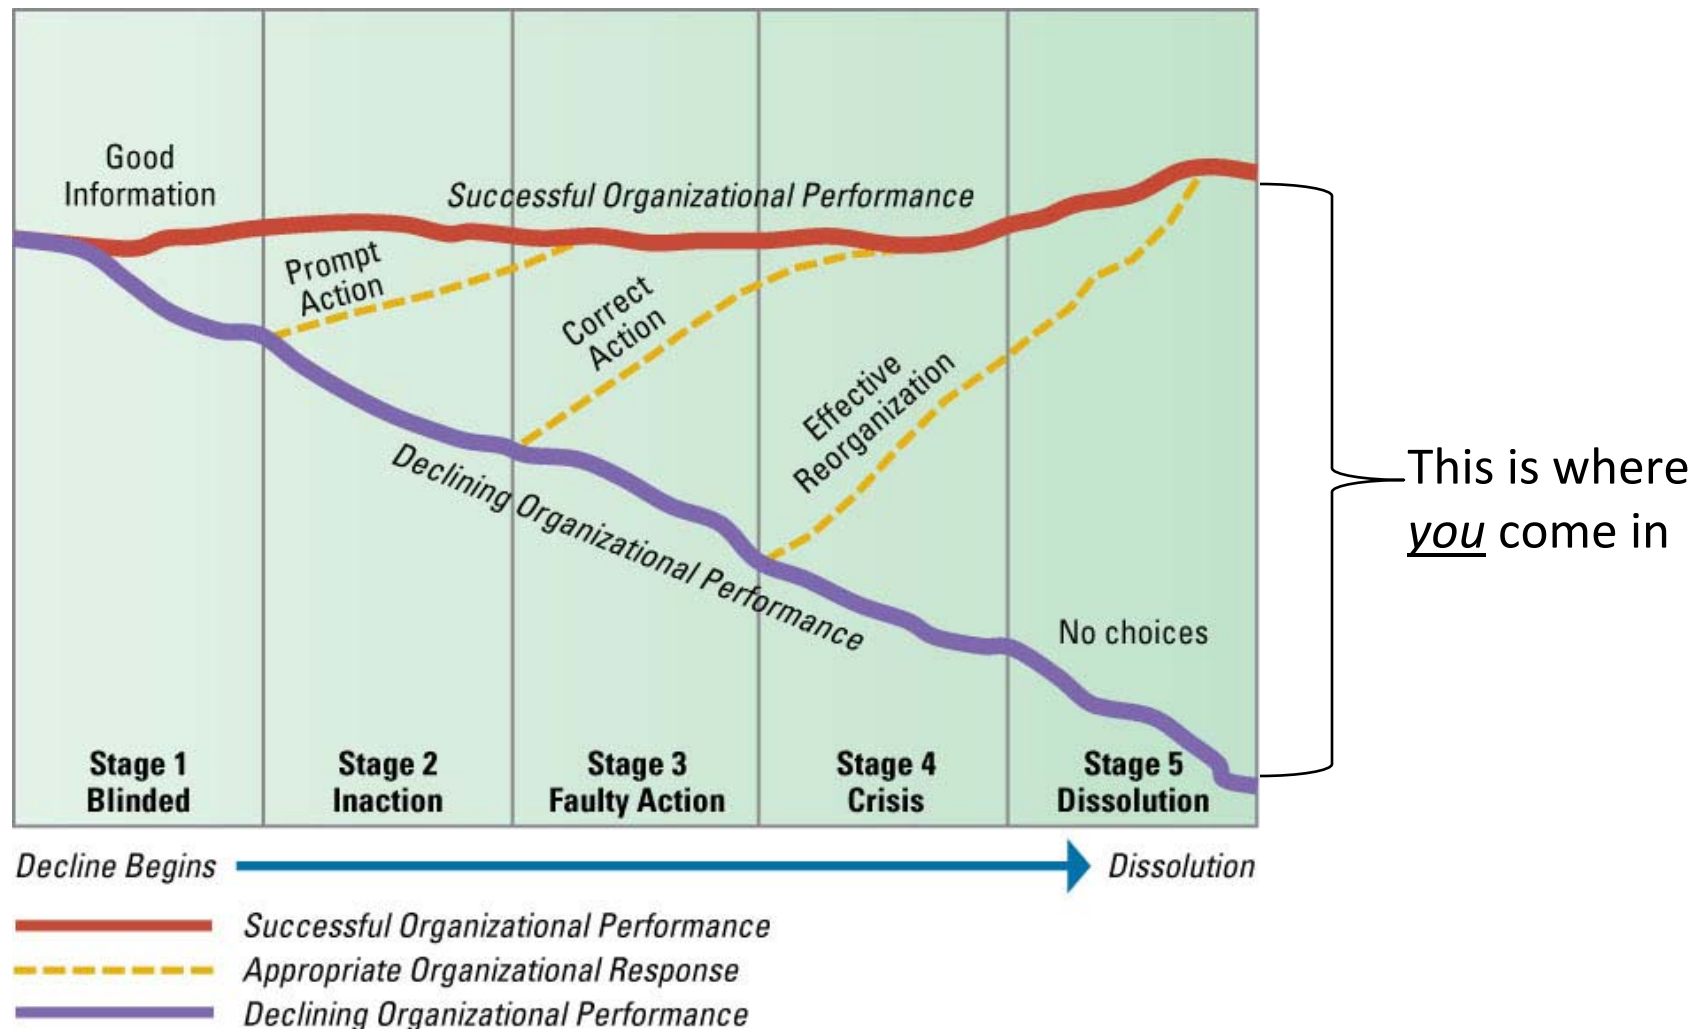 Good
Information
Successful Organizational Performance
Prompt
Action
Correct
Action
Effective
Reorganization
Declining Organizational Performance
No choices
This is where
you come in
Stage 1
Blinded
Stage 2
Inaction
Stage 3
Faulty Action
Stage 4
Crisis
Stage 5
Dissolution
Decline Begins
Dissolution
Successful Organizational Performance
Appropriate Organizational Response
Declining Organizational Performance